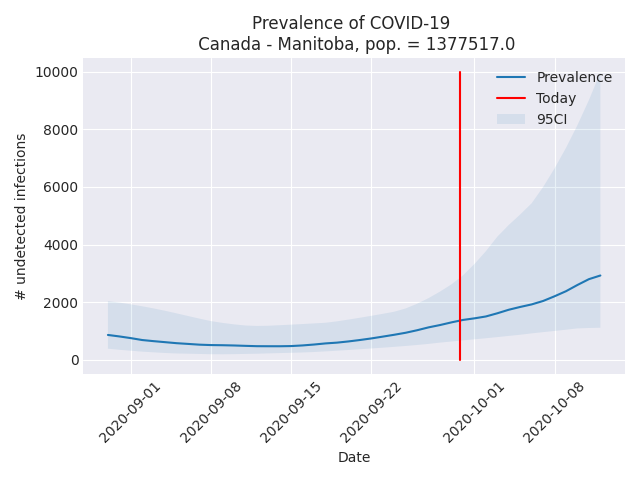 Prevalence of COVID-19
Canada - Manitoba, pop. = 1377517.0
Prevalence
Today
95CI
# undetected infections
10000
8000
6000
4000
2000
0
2020-09-01
2020-09-08
2020-09-15
2020-09-22
2020-10-01
2020-10-08
Date